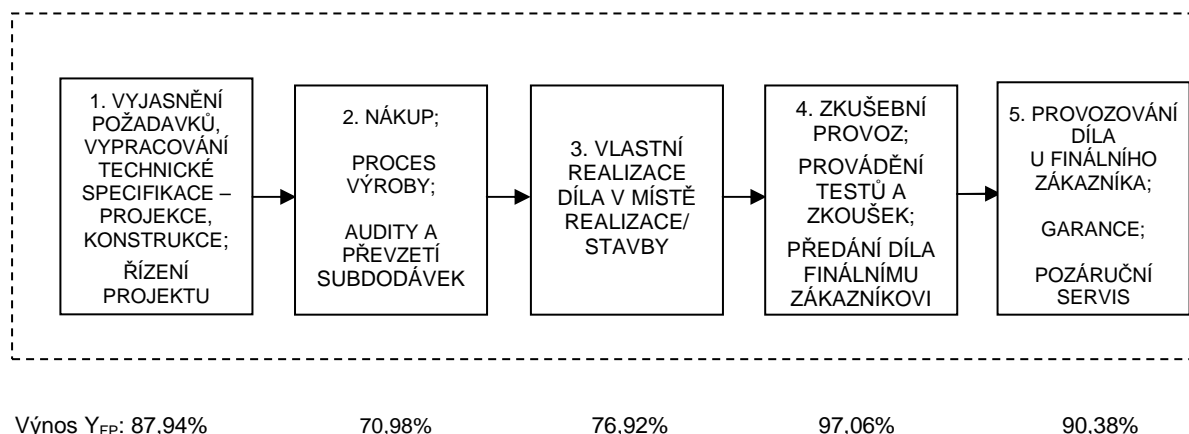 1. VYJASNĚNÍ
POŽADAVKŮ,
VYPRACOVÁNÍ
TECHNICKÉ
SPECIFIKACE –
PROJEKCE,
KONSTRUKCE;
ŘÍZENÍ
PROJEKTU
2. NÁKUP;
PROCES
VÝROBY;
AUDITY A
PŘEVZETÍ
SUBDODÁVEK
3. VLASTNÍ
REALIZACE
DÍLA V MÍSTĚ
REALIZACE/
STAVBY
4. ZKUŠEBNÍ
PROVOZ;
PROVÁDĚNÍ
TESTŮ A
ZKOUŠEK;
PŘEDÁNÍ DÍLA
FINÁLNÍMU
ZÁKAZNÍKOVI
5. PROVOZOVÁNÍ
DÍLA
U FINÁLNÍHO
ZÁKAZNÍKA;
GARANCE;
POZÁRUČNÍ
SERVIS
Výnos YFP: 87,94% 70,98% 76,92% 97,06% 90,38%